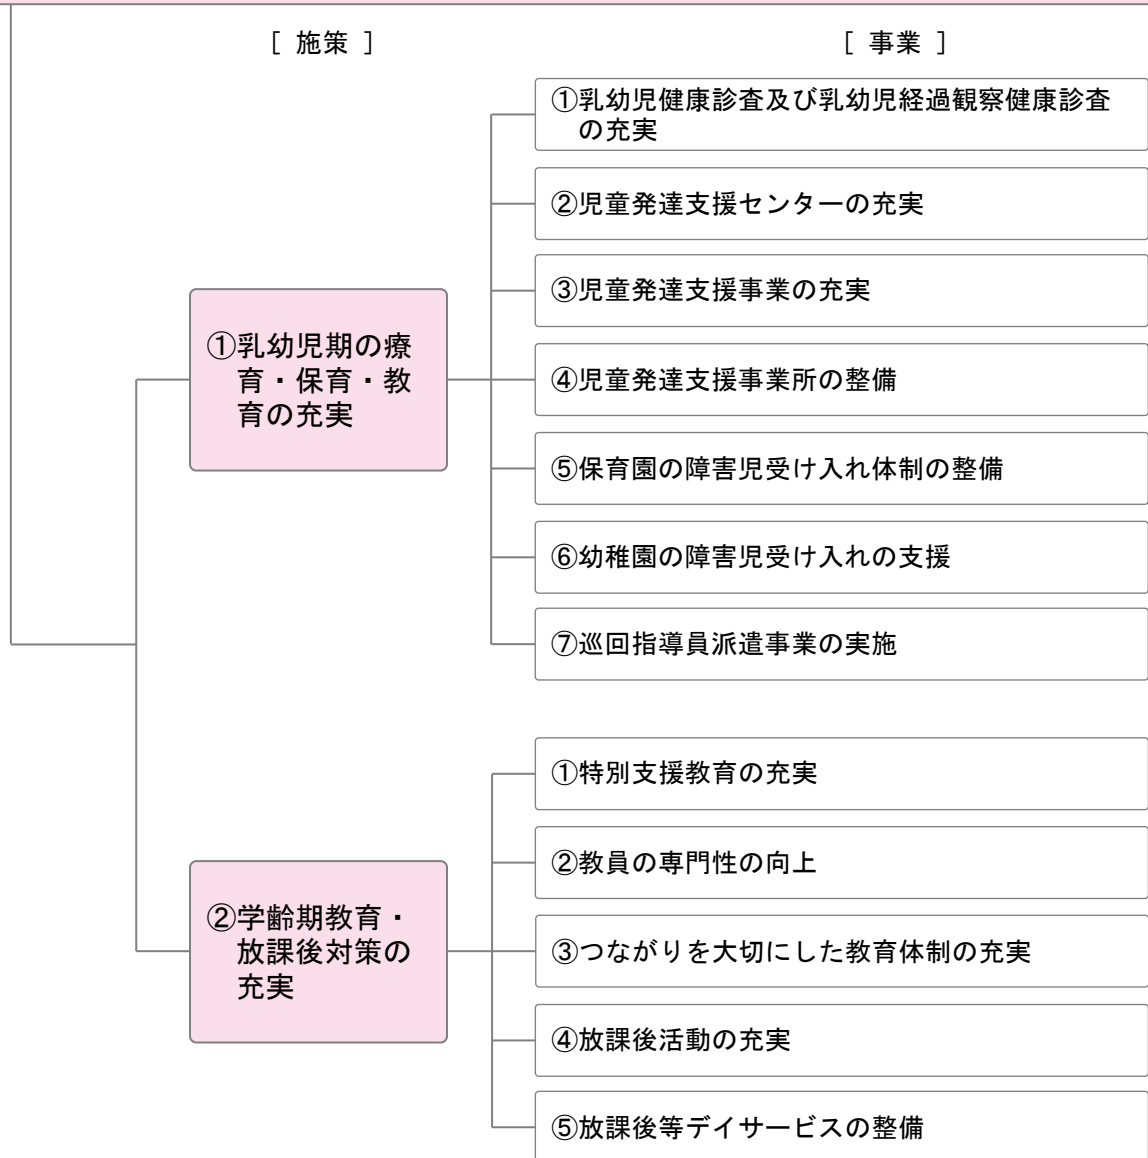 [ 施策 ]
[ 事業 ]
①乳幼児期の療
育・保育・教
育の充実
①乳幼児健康診査及び乳幼児経過観察健康診査
の充実
②児童発達支援センターの充実
③児童発達支援事業の充実
④児童発達支援事業所の整備
⑤保育園の障害児受け入れ体制の整備
⑥幼稚園の障害児受け入れの支援
⑦巡回指導員派遣事業の実施
②学齢期教育・
放課後対策の
充実
①特別支援教育の充実
②教員の専門性の向上
③つながりを大切にした教育体制の充実
④放課後活動の充実
⑤放課後等デイサービスの整備